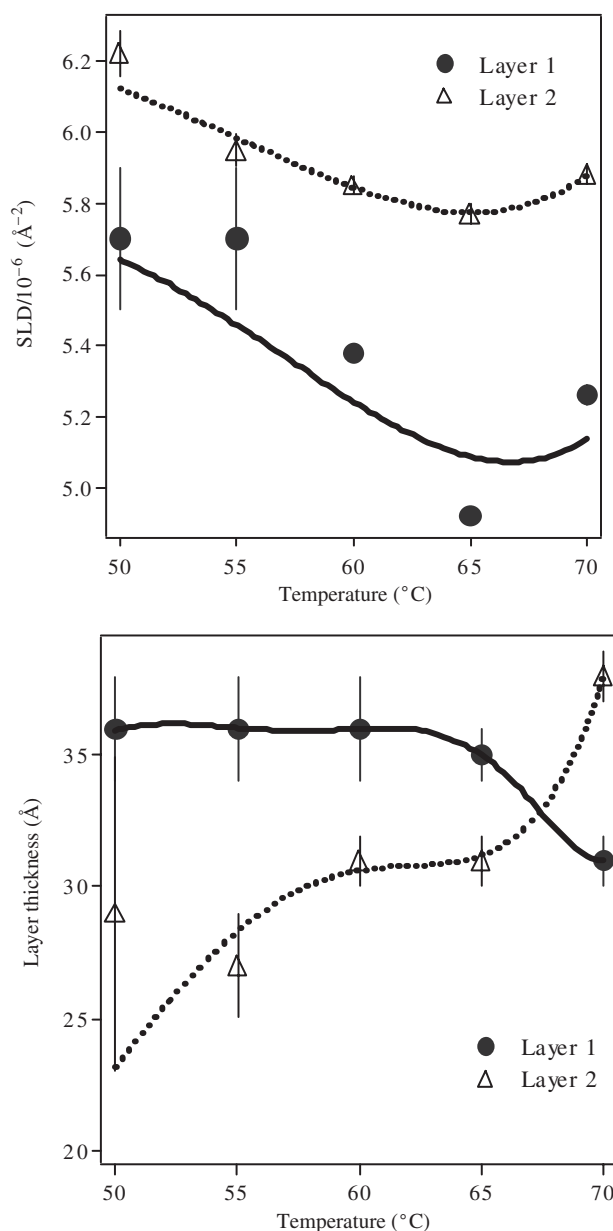 6.2
6.0
5.8
5.6
5.4
5.2
5.0
SLD/10⁻⁶ (Å⁻²)
Layer 1
Layer 2
50 55 60 65 70
Temperature (°C)
35
30
25
20
Layer thickness (Å)
Layer 1
Layer 2
50 55 60 65 70
Temperature (°C)